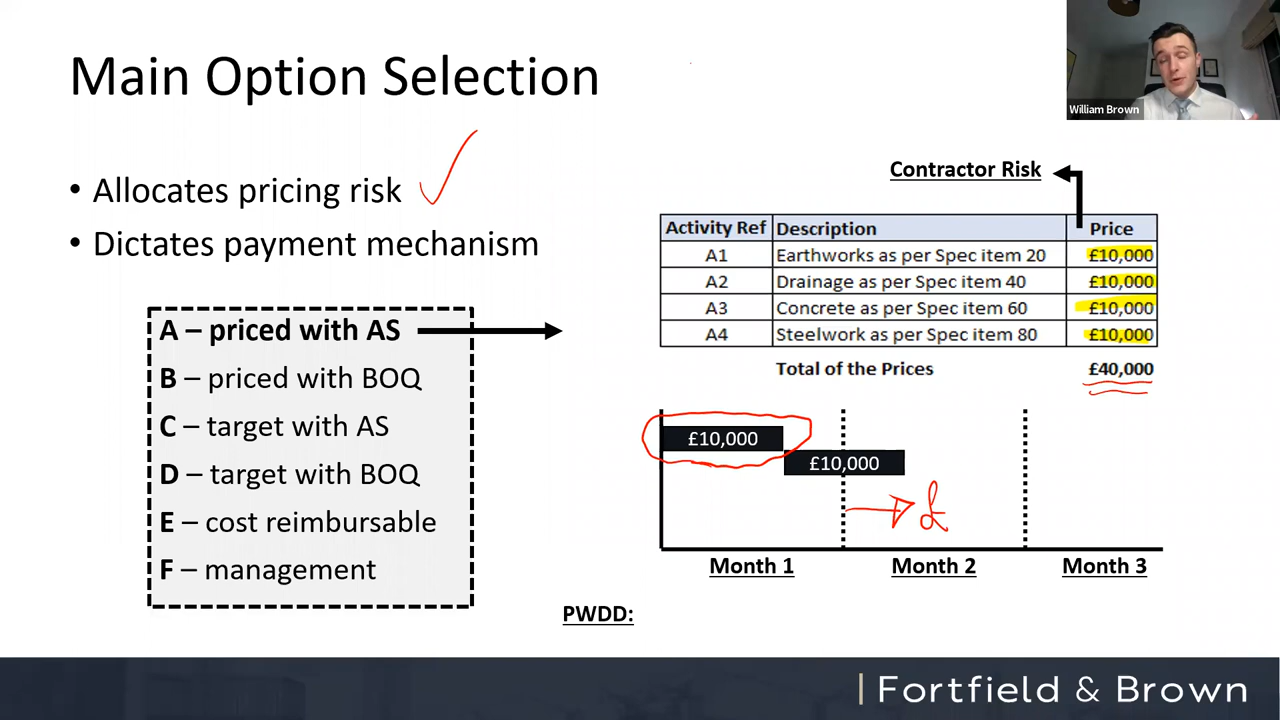 Main Option Selection
William Brown
• Allocates pricing risk
• Dictates payment mechanism
A – priced with AS
B – priced with BOQ
C – target with AS
D – target with BOQ
E – cost reimbursable
F – management
Contractor Risk
Activity Ref Description Price
A1 Earthworks as per Spec item 20 £10,000
A2 Drainage as per Spec item 40 £10,000
A3 Concrete as per Spec item 60 £10,000
A4 Steelwork as per Spec item 80 £10,000
Total of the Prices £40,000
£10,000
£10,000
£
Month 1 Month 2 Month 3
PWDD:
Fortfield & Brown